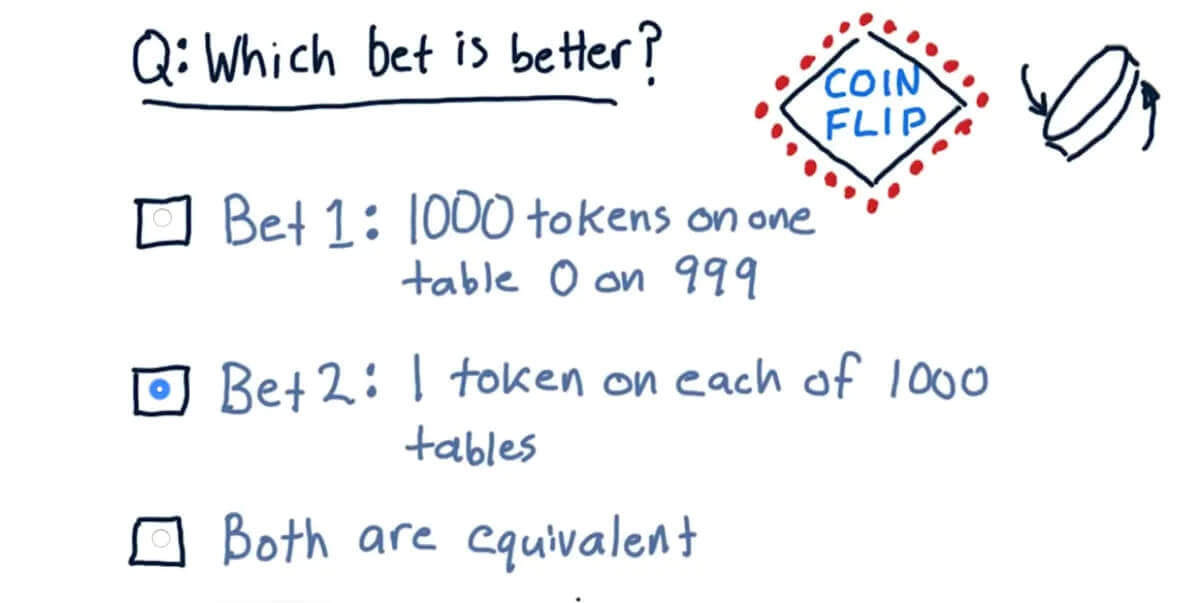 Q: Which bet is better?
COIN
FLIP
Bet 1: 1000 tokens on one
table 0 on 999
Bet 2: 1 token on each of 1000
tables
Both are equivalent